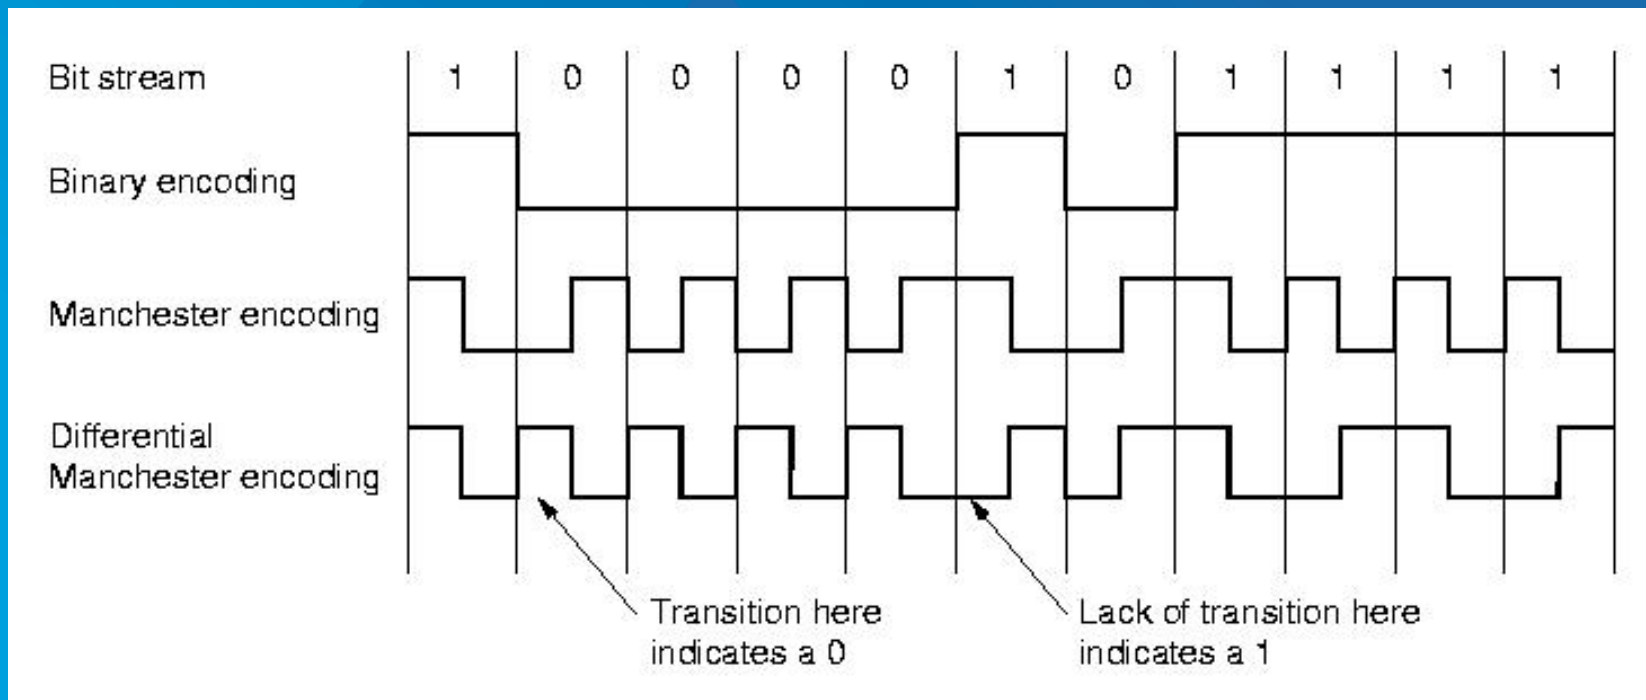 Bit stream 1 0 0 0 0 1 0 1 1 1 1
Binary encoding
Manchester encoding
Differential
Manchester encoding
Transition here
indicates a 0
Lack of transition here
indicates a 1